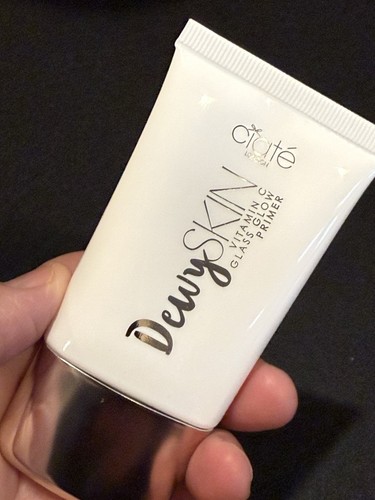 ciaté
LONDON
DewySKIN
VITAMIN C
GLASS GLOW
PRIMER